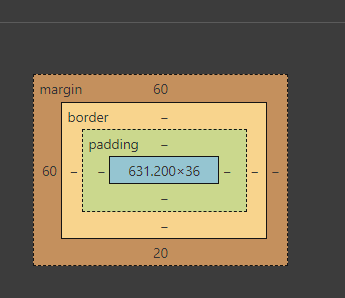 margin 60
border –
padding –
60 – – 631.200×36 – – –
–
–
20